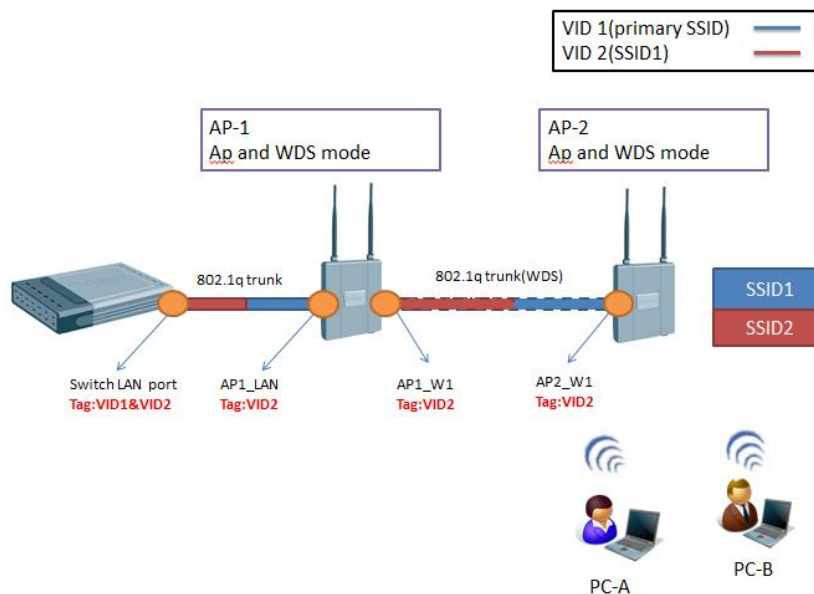 VID 1(primary SSID)
VID 2(SSID1)
AP-1
Ap and WDS mode
AP-2
Ap and WDS mode
802.1q trunk
802.1q trunk(WDS)
SSID1
SSID2
Switch LAN port
Tag:VID1&VID2
AP1_LAN
Tag:VID2
AP1_W1
Tag:VID2
AP2_W1
Tag:VID2
PC-A
PC-B